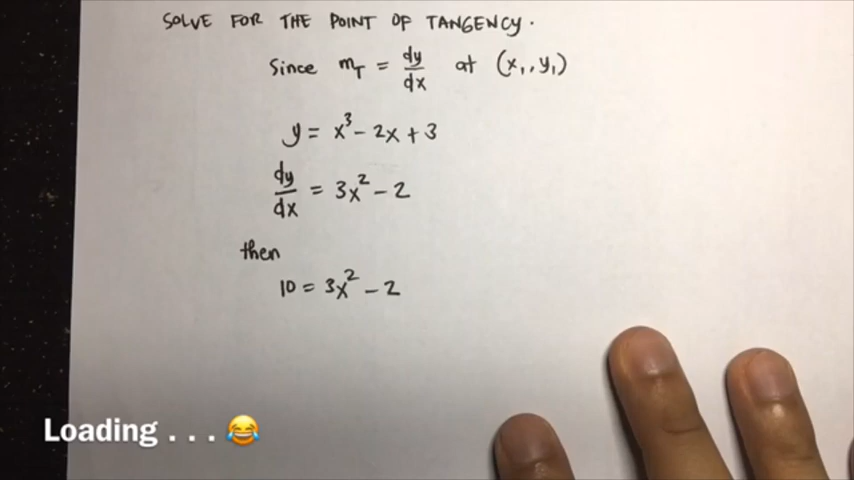 SOLVE FOR THE POINT OF TANGENCY.
Since m_T = dy/dx at (x₁, y₁)
y = x³ - 2x + 3
dy/dx = 3x² - 2
then
10 = 3x² - 2
Loading . . . 😂